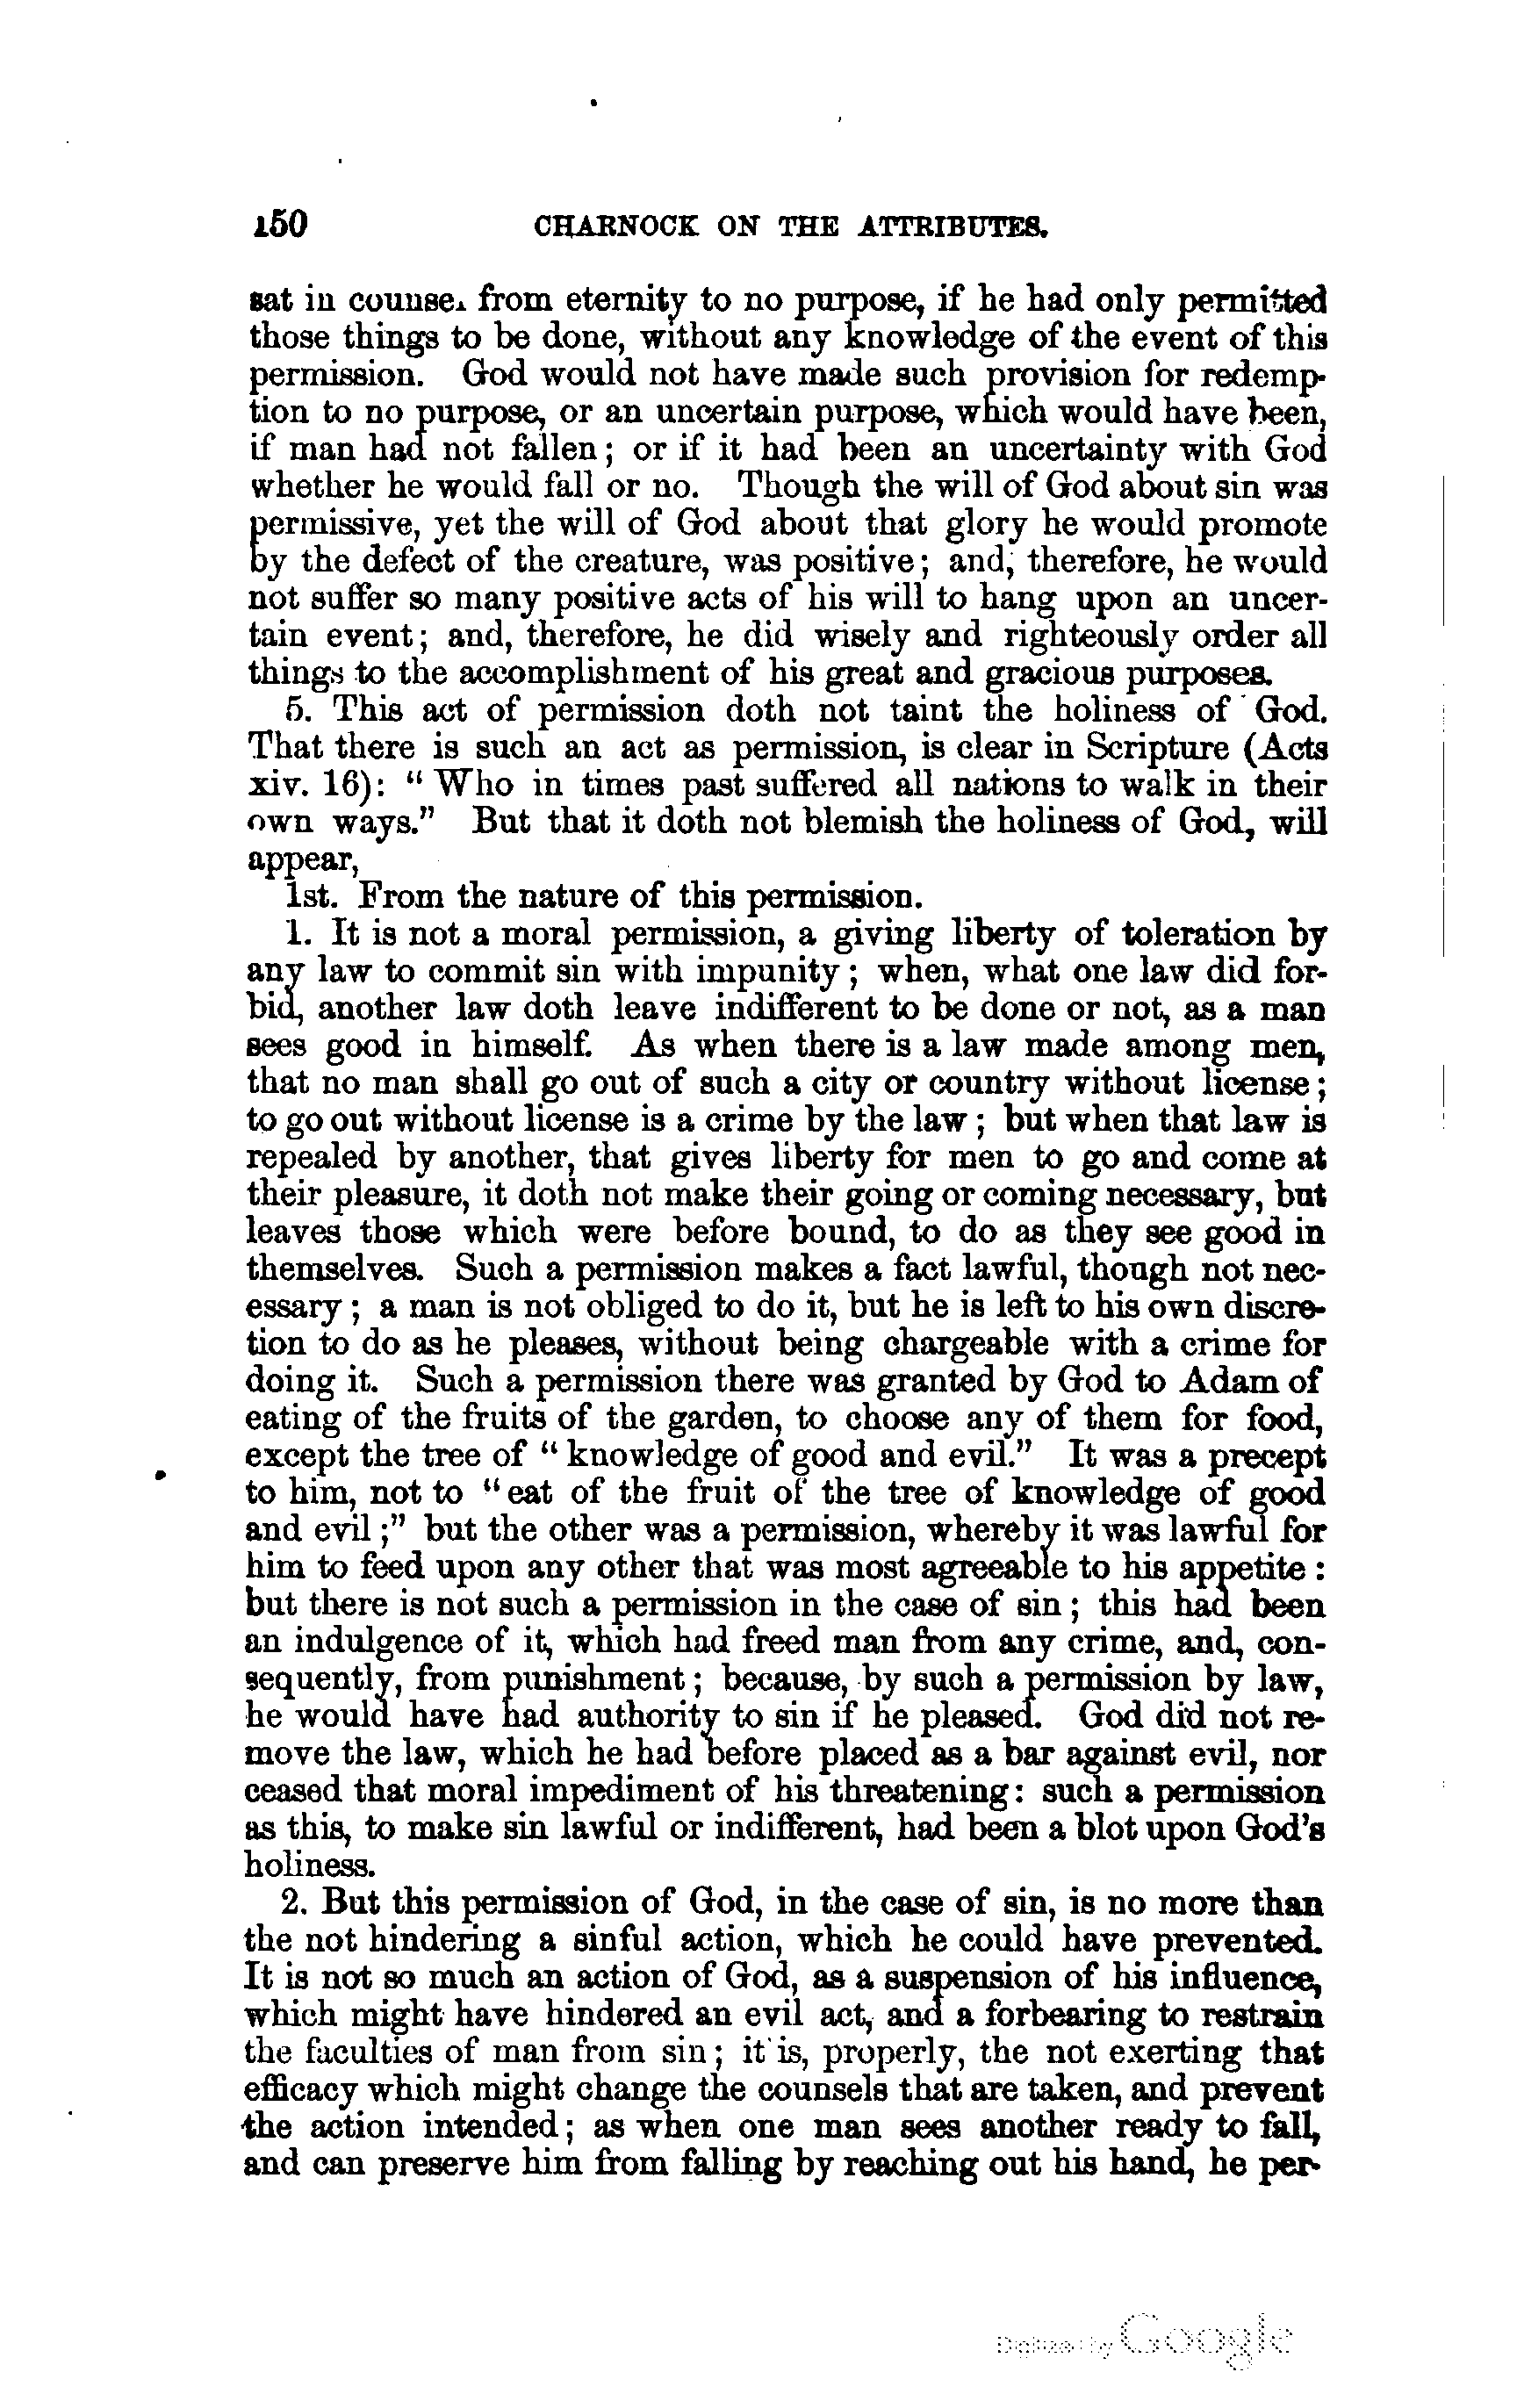 150 CHARNOCK ON THE ATTRIBUTES.
sat in counsel from eternity to no purpose, if he had only permitted
those things to be done, without any knowledge of the event of this
permission. God would not have made such provision for redemp-
tion to no purpose, or an uncertain purpose, which would have been,
if man had not fallen; or if it had been an uncertainty with God
whether he would fall or no. Though the will of God about sin was
permissive, yet the will of God about that glory he would promote
by the defect of the creature, was positive; and, therefore, he would
not suffer so many positive acts of his will to hang upon an uncer-
tain event; and, therefore, he did wisely and righteously order all
things to the accomplishment of his great and gracious purposes.
5. This act of permission doth not taint the holiness of God.
That there is such an act as permission, is clear in Scripture (Acts
xiv. 16): "Who in times past suffered all nations to walk in their
own ways." But that it doth not blemish the holiness of God, will
appear,
1st. From the nature of this permission.
1. It is not a moral permission, a giving liberty of toleration by
any law to commit sin with impunity; when, what one law did for-
bid, another law doth leave indifferent to be done or not, as a man
sees good in himself. As when there is a law made among men,
that no man shall go out of such a city or country without license;
to go out without license is a crime by the law; but when that law is
repealed by another, that gives liberty for men to go and come at
their pleasure, it doth not make their going or coming necessary, but
leaves those which were before bound, to do as they see good in
themselves. Such a permission makes a fact lawful, though not nec-
essary; a man is not obliged to do it, but he is left to his own discre-
tion to do as he pleases, without being chargeable with a crime for
doing it. Such a permission there was granted by God to Adam of
eating of the fruits of the garden, to choose any of them for food,
except the tree of "knowledge of good and evil." It was a precept
to him, not to "eat of the fruit of the tree of knowledge of good
and evil;" but the other was a permission, whereby it was lawful for
him to feed upon any other that was most agreeable to his appetite:
but there is not such a permission in the case of sin; this had been
an indulgence of it, which had freed man from any crime, and, con-
sequently, from punishment; because, by such a permission by law,
he would have had authority to sin if he pleased. God did not re-
move the law, which he had before placed as a bar against evil, nor
ceased that moral impediment of his threatening: such a permission
as this, to make sin lawful or indifferent, had been a blot upon God's
holiness.
2. But this permission of God, in the case of sin, is no more than
the not hindering a sinful action, which he could have prevented.
It is not so much an action of God, as a suspension of his influence,
which might have hindered an evil act, and a forbearing to restrain
the faculties of man from sin; it is, properly, the not exerting that
efficacy which might change the counsels that are taken, and prevent
the action intended; as when one man sees another ready to fall,
and can preserve him from falling by reaching out his hand, he per-
Digitized by Google